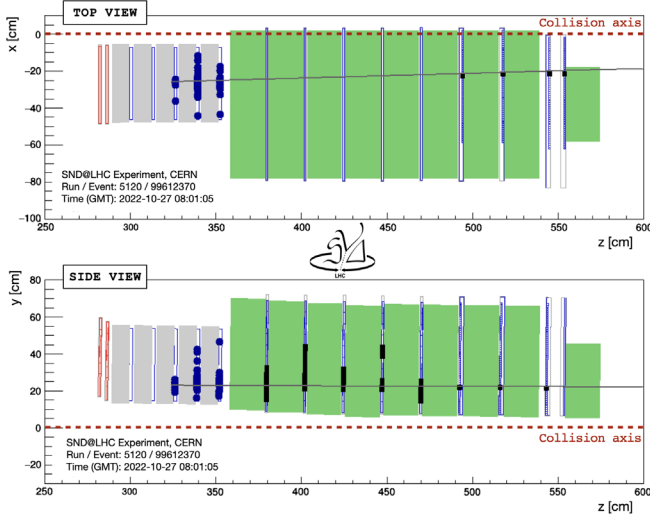 TOP VIEW
Collision axis
x [cm]
0
−20
−40
−60
−80
−100
SND@LHC Experiment, CERN
Run / Event: 5120 / 99612370
Time (GMT): 2022-10-27 08:01:05
250 300 350 400 450 500 550 600
z [cm]
LHC
SIDE VIEW
y [cm]
80
60
40
20
0
−20
Collision axis
SND@LHC Experiment, CERN
Run / Event: 5120 / 99612370
Time (GMT): 2022-10-27 08:01:05
250 300 350 400 450 500 550 600
z [cm]